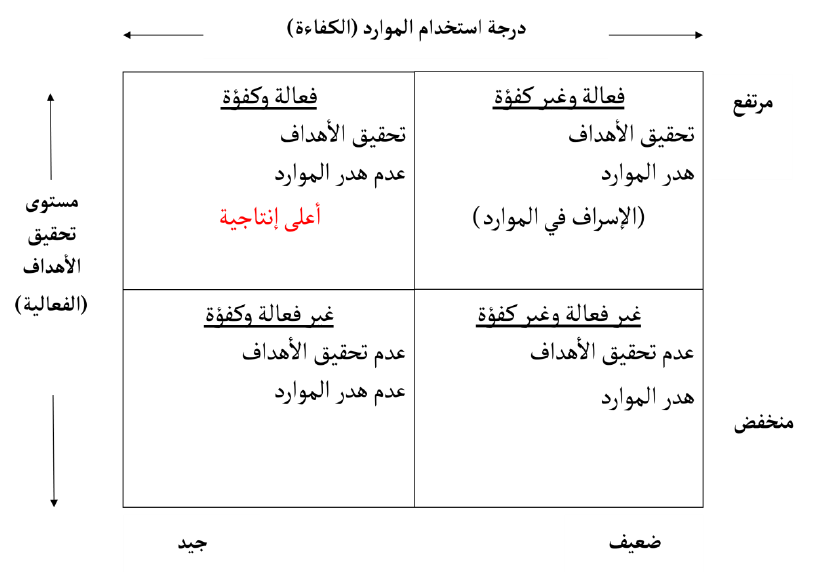 درجة استخدام الموارد (الكفاءة)
مرتفع
فعالة وغير كفؤة
تحقيق الأهداف
هدر الموارد
(الإسراف في الموارد)
فعالة وكفؤة
تحقيق الأهداف
عدم هدر الموارد
أعلى إنتاجية
مستوى
تحقيق
الأهداف
(الفعالية)
غير فعالة وغير كفؤة
عدم تحقيق الأهداف
هدر الموارد
غير فعالة وكفؤة
عدم تحقيق الأهداف
عدم هدر الموارد
منخفض
ضعيف
جيد